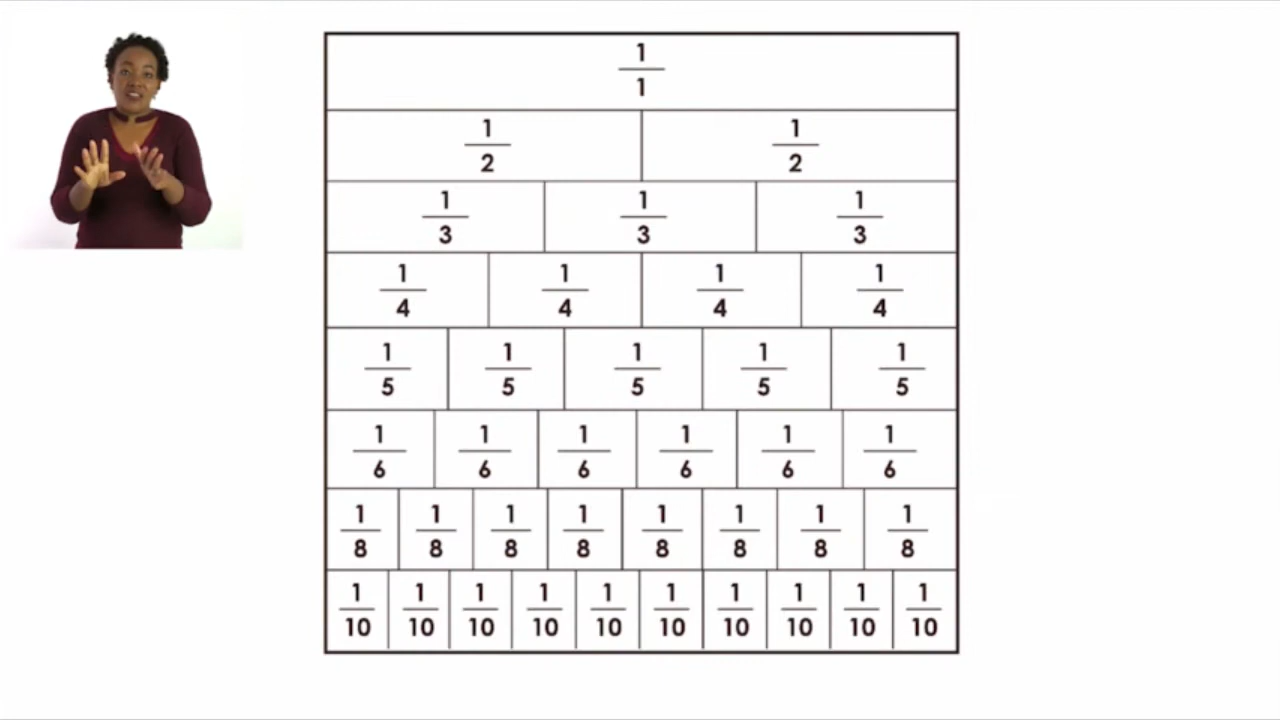 1/1
1/2 1/2
1/3 1/3 1/3
1/4 1/4 1/4 1/4
1/5 1/5 1/5 1/5 1/5
1/6 1/6 1/6 1/6 1/6 1/6
1/8 1/8 1/8 1/8 1/8 1/8 1/8 1/8
1/10 1/10 1/10 1/10 1/10 1/10 1/10 1/10 1/10 1/10